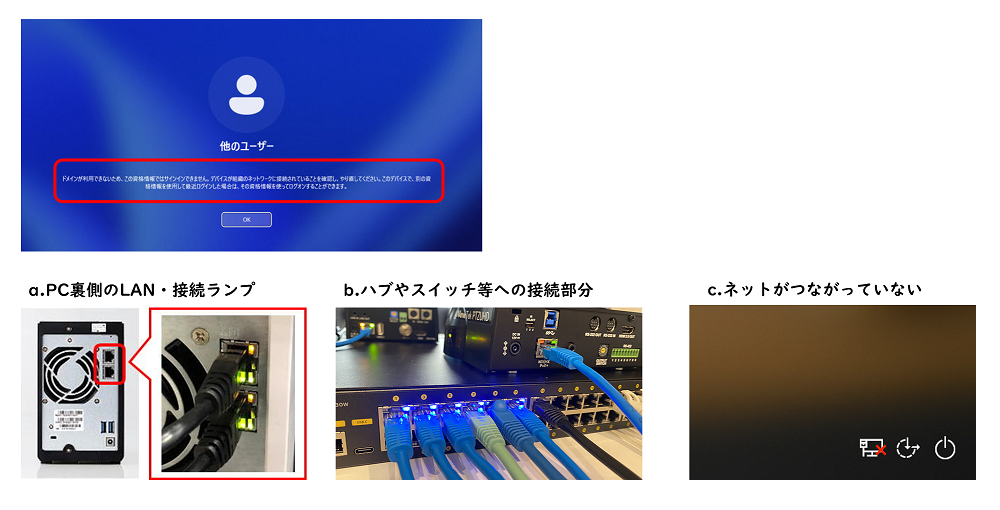 他のユーザー
ドメインが利用できないため、この資格情報ではサインインできません。デバイスが組織のネットワークに接続されていることを確認し、やり直してください。このデバイスで、別の資
格情報を使用して最近ログインした場合は、その資格情報を使ってログオンすることができます。
OK
a.PC裏側のLAN・接続ランプ
b.ハブやスイッチ等への接続部分
c.ネットがつながっていない
PTZUHD